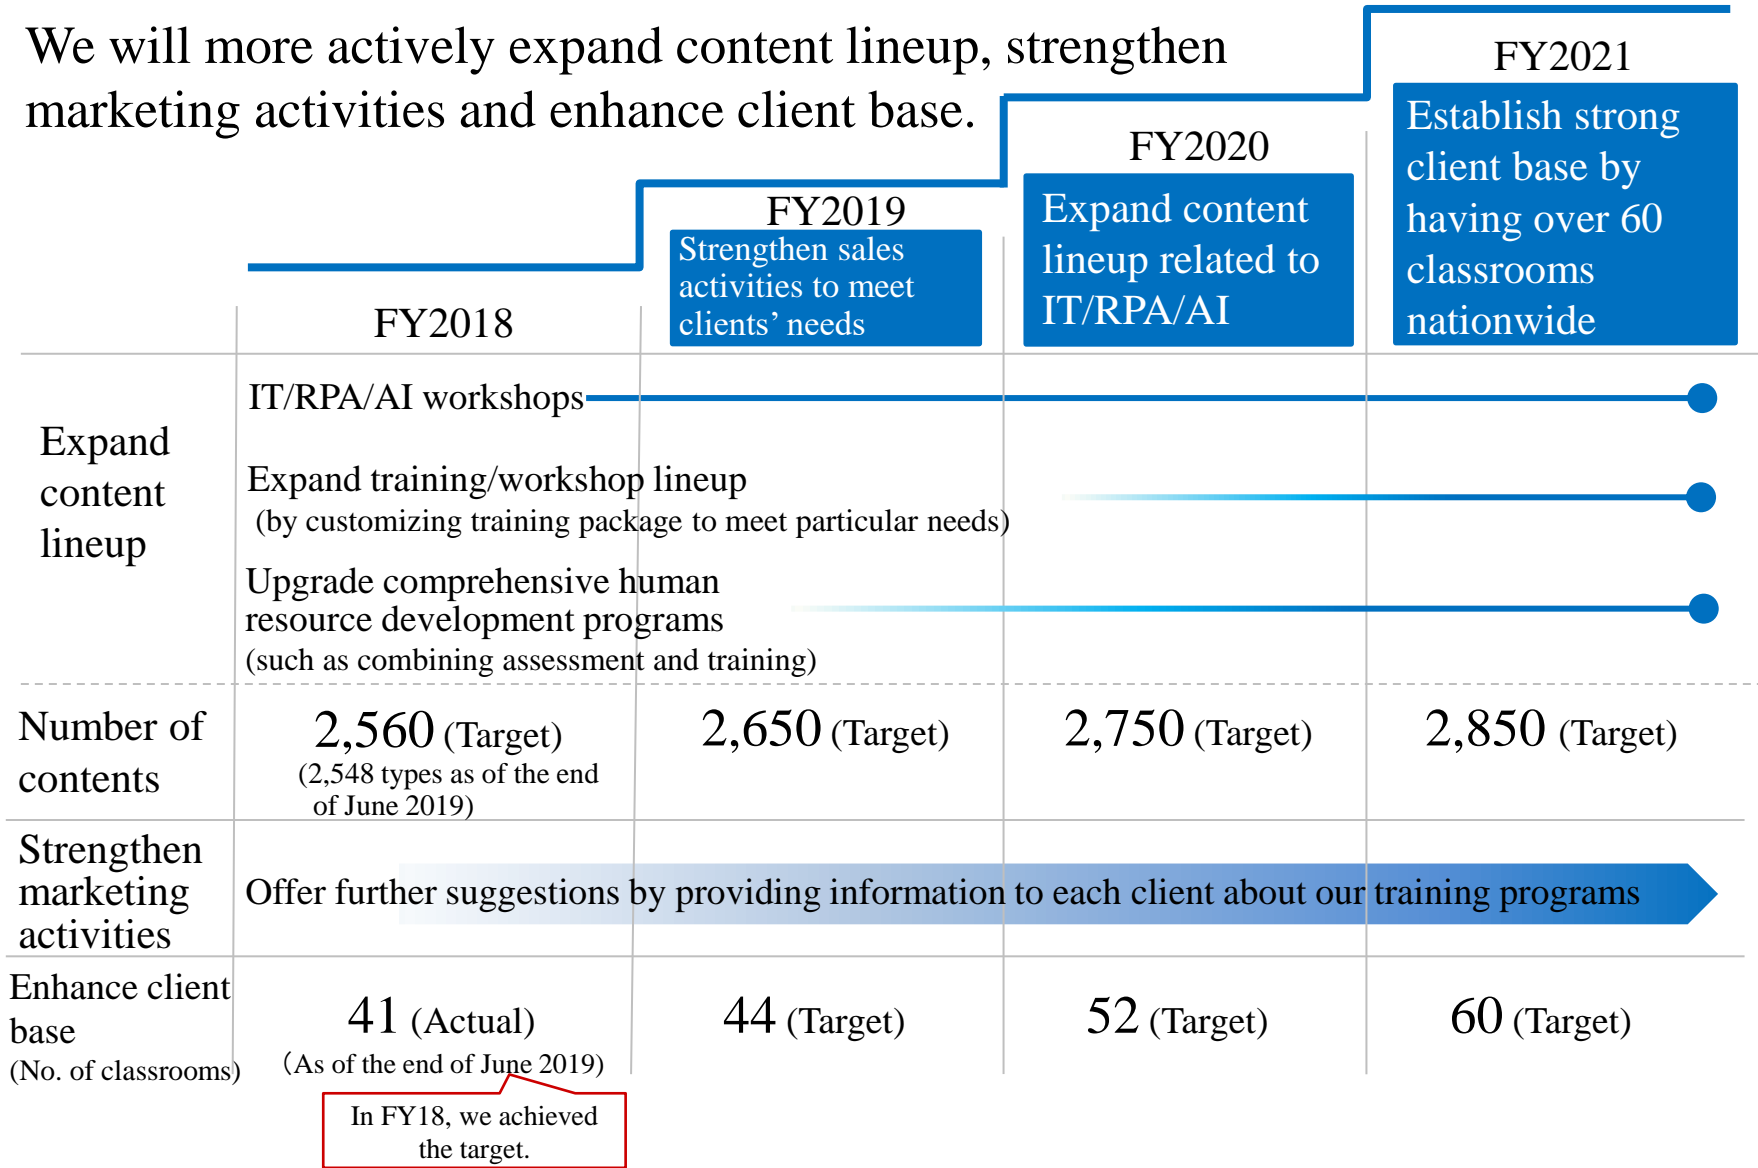 We will more actively expand content lineup, strengthen
marketing activities and enhance client base.
FY2018
FY2019
Strengthen sales
activities to meet
clients' needs
FY2020
Expand content
lineup related to
IT/RPA/AI
FY2021
Establish strong
client base by
having over 60
classrooms
nationwide
Expand
content
lineup
IT/RPA/AI workshops
Expand training/workshop lineup
(by customizing training package to meet particular needs)
Upgrade comprehensive human
resource development programs
(such as combining assessment and training)
Number of
contents
2,560 (Target)
(2,548 types as of the end
of June 2019)
2,650 (Target)
2,750 (Target)
2,850 (Target)
Strengthen
marketing
activities
Offer further suggestions by providing information to each client about our training programs
Enhance client
base
(No. of classrooms)
41 (Actual)
(As of the end of June 2019)
44 (Target)
52 (Target)
60 (Target)
In FY18, we achieved
the target.